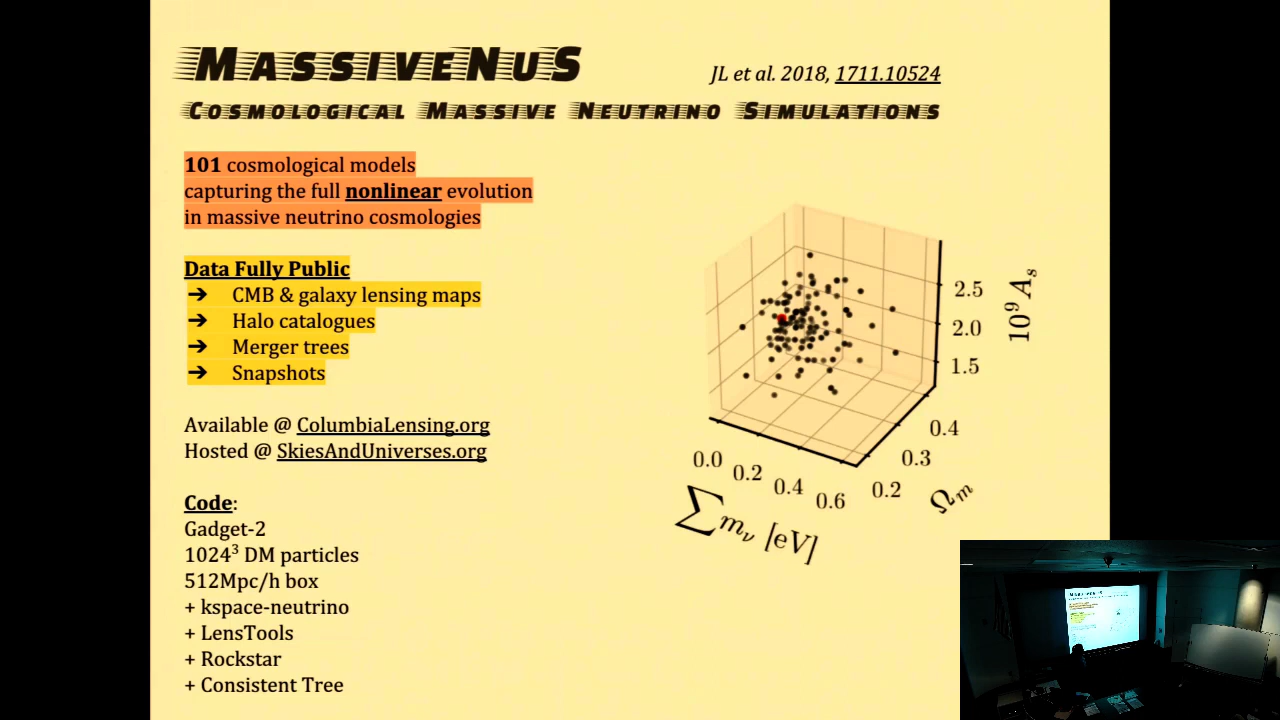 MASSIVENUS
JL et al. 2018, 1711.10524
COSMOLOGICAL MASSIVE NEUTRINO SIMULATIONS
101 cosmological models
capturing the full nonlinear evolution
in massive neutrino cosmologies
Data Fully Public
➔ CMB & galaxy lensing maps
➔ Halo catalogues
➔ Merger trees
➔ Snapshots
Available @ ColumbiaLensing.org
Hosted @ SkiesAndUniverses.org
Code:
Gadget-2
1024³ DM particles
512Mpc/h box
+ kspace-neutrino
+ LensTools
+ Rockstar
+ Consistent Tree
2.5
2.0
1.5
10⁹ Aₛ
0.4
0.3
0.2
Ωₘ
0.0 0.2 0.4 0.6
∑mᵥ [eV]